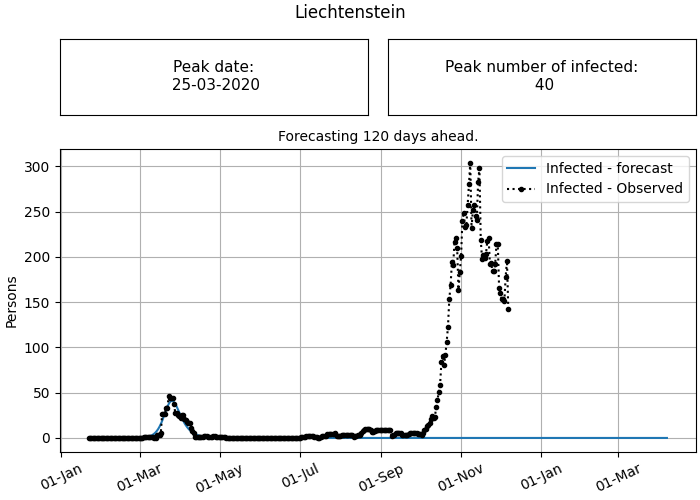 Liechtenstein
Peak date:
25-03-2020
Peak number of infected:
40
Forecasting 120 days ahead.
Infected - forecast
Infected - Observed
Persons
300
250
200
150
100
50
0
01-Jan
01-Mar
01-May
01-Jul
01-Sep
01-Nov
01-Jan
01-Mar